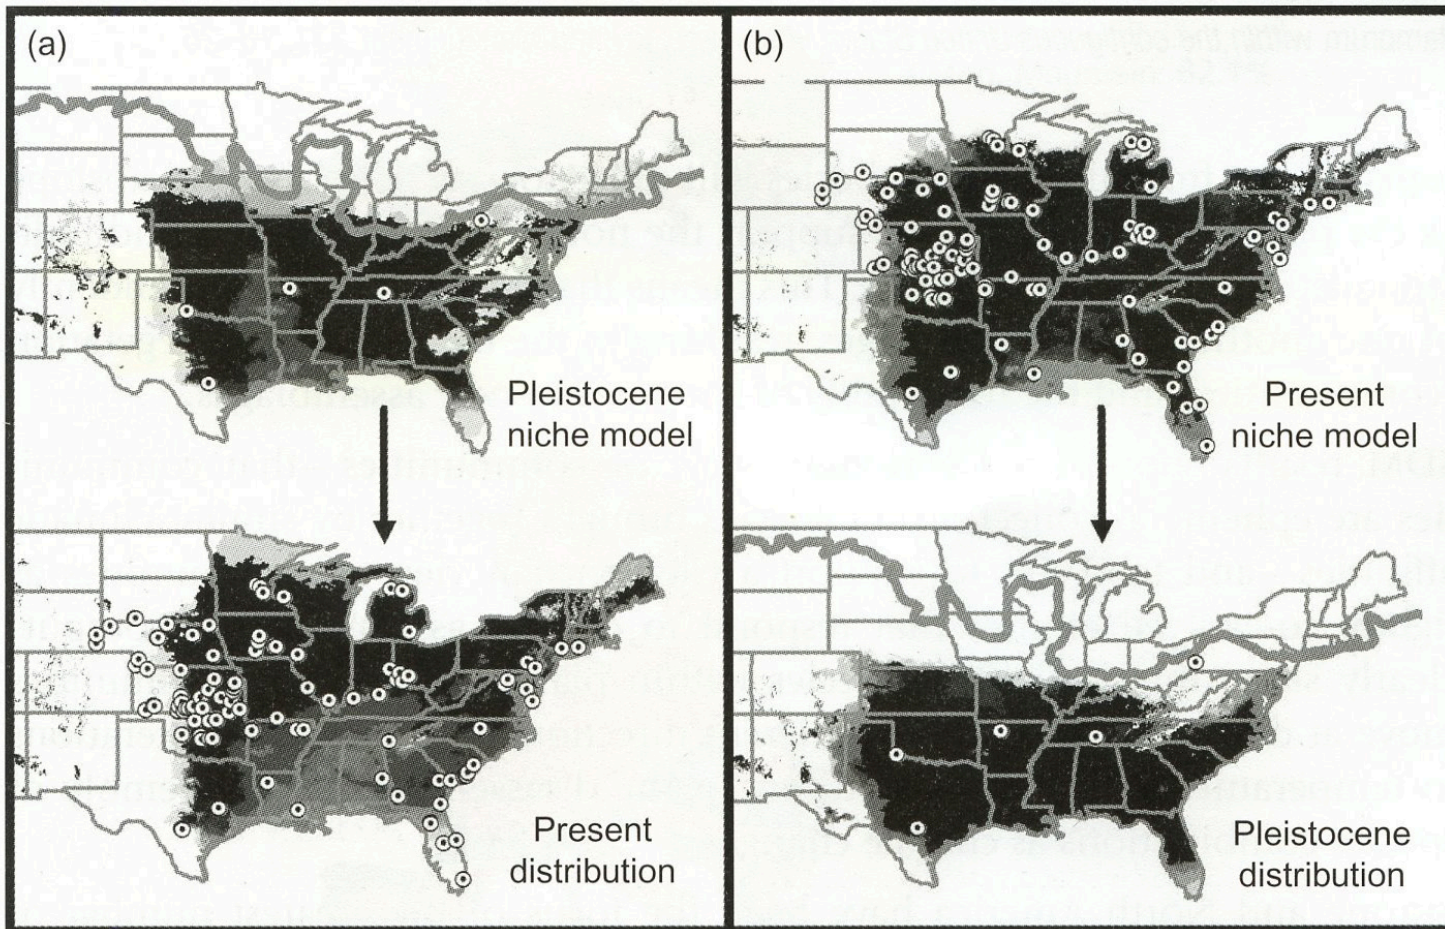 (a)
Pleistocene
niche model
Present
distribution
(b)
Present
niche model
Pleistocene
distribution